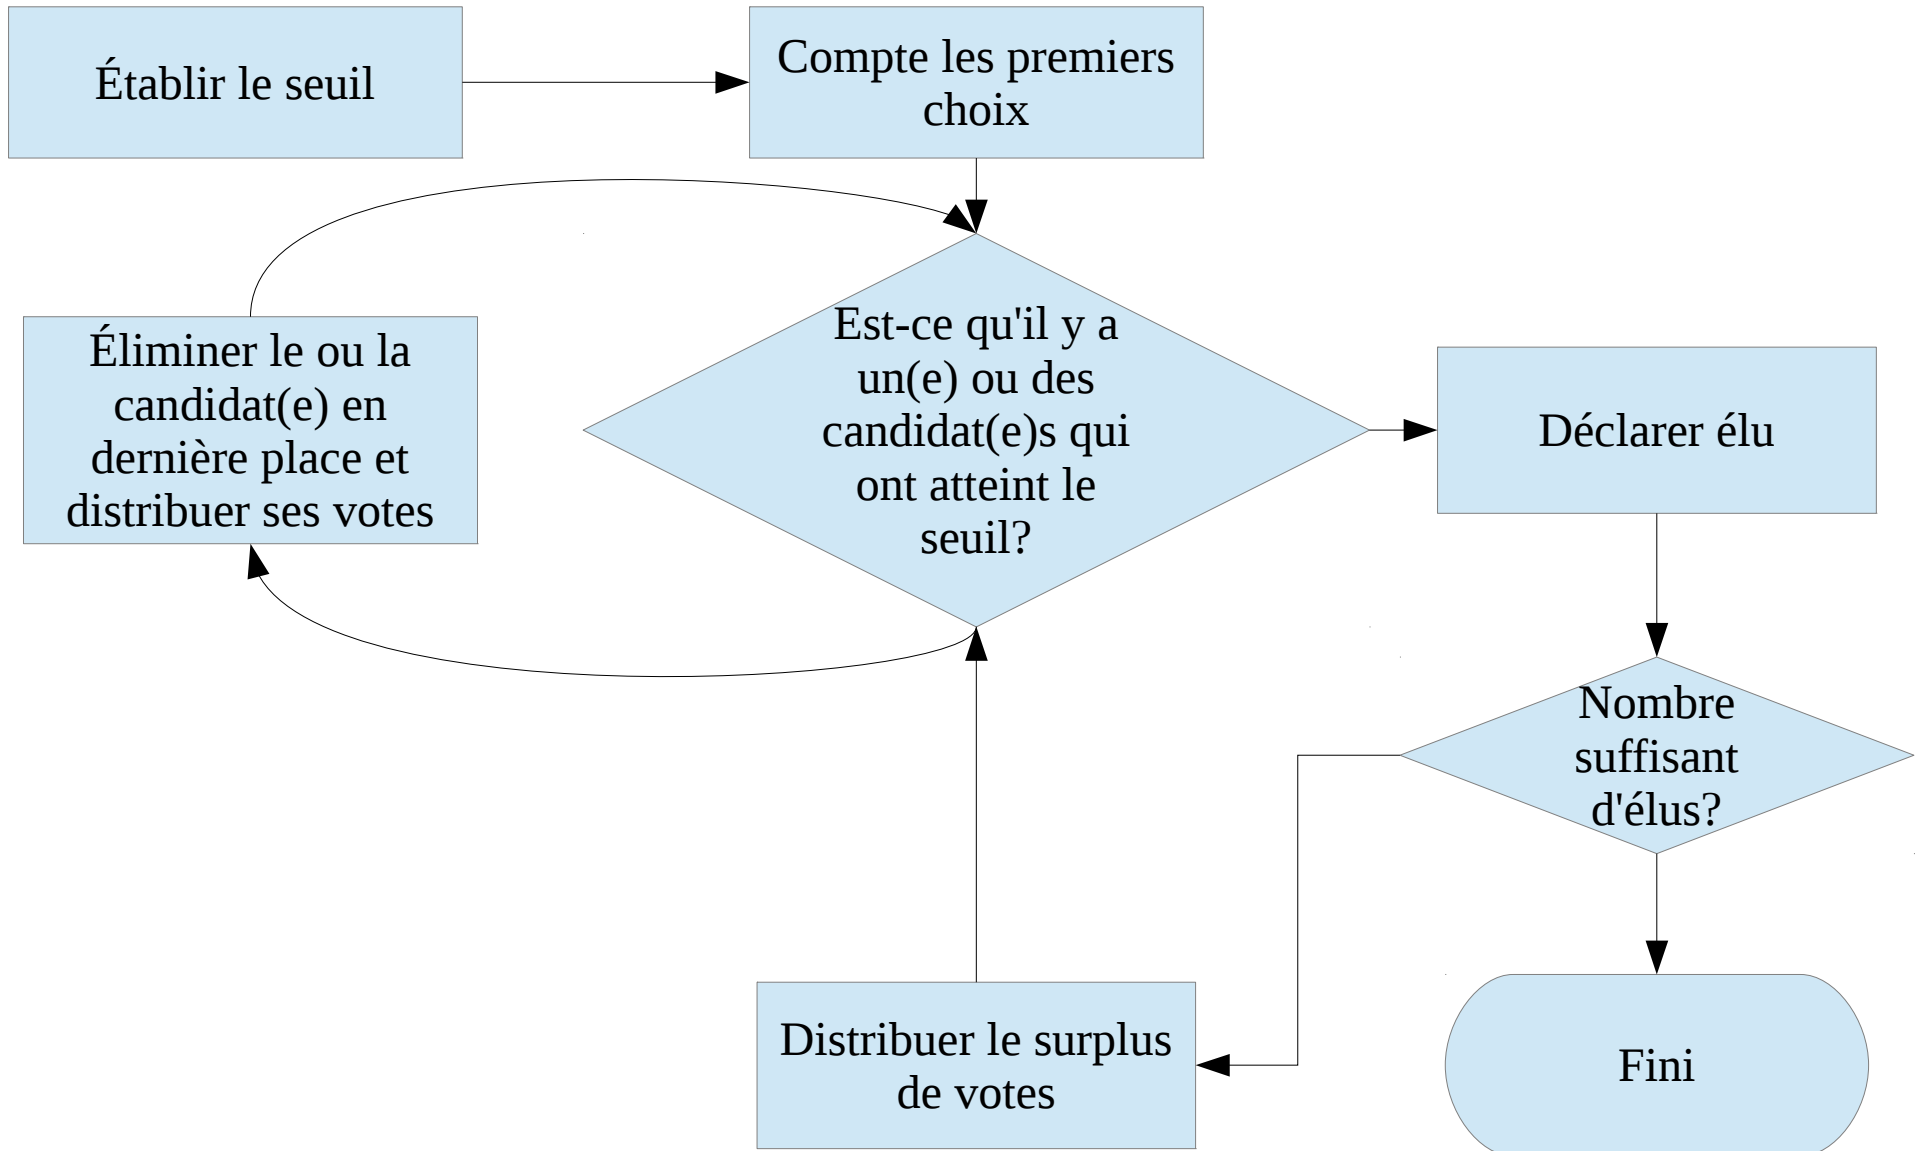 Établir le seuil
Compte les premiers
choix
Éliminer le ou la
candidat(e) en
dernière place et
distribuer ses votes
Est-ce qu'il y a
un(e) ou des
candidat(e)s qui
ont atteint le
seuil?
Déclarer élu
Nombre
suffisant
d'élus?
Distribuer le surplus
de votes
Fini